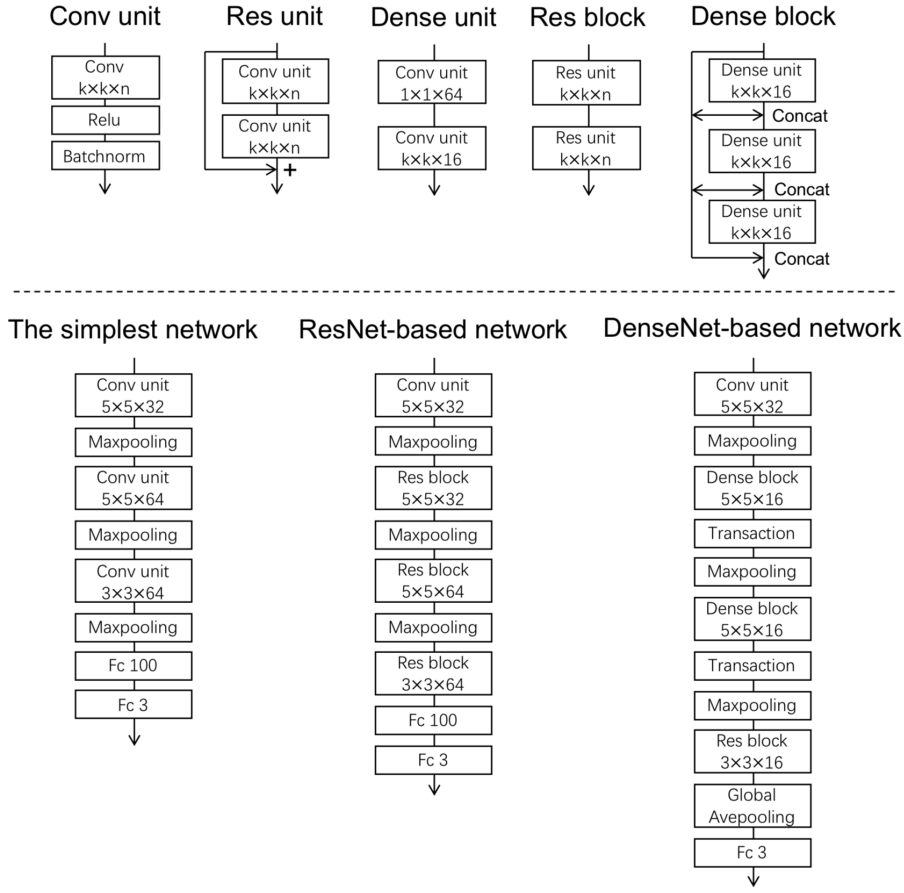 Conv unit
Conv
k×k×n
Relu
Batchnorm
Res unit
Conv unit
k×k×n
Conv unit
k×k×n
+
Dense unit
Conv unit
1×1×64
Conv unit
k×k×16
Res block
Res unit
k×k×n
Res unit
k×k×n
Dense block
Dense unit
k×k×16
Concat
Dense unit
k×k×16
Concat
Dense unit
k×k×16
Concat
The simplest network
Conv unit
5×5×32
Maxpooling
Conv unit
5×5×64
Maxpooling
Conv unit
3×3×64
Maxpooling
Fc 100
Fc 3
ResNet-based network
Conv unit
5×5×32
Maxpooling
Res block
5×5×32
Maxpooling
Res block
5×5×64
Maxpooling
Res block
3×3×64
Fc 100
Fc 3
DenseNet-based network
Conv unit
5×5×32
Maxpooling
Dense block
5×5×16
Transaction
Maxpooling
Dense block
5×5×16
Transaction
Maxpooling
Res block
3×3×16
Global
Avepooling
Fc 3